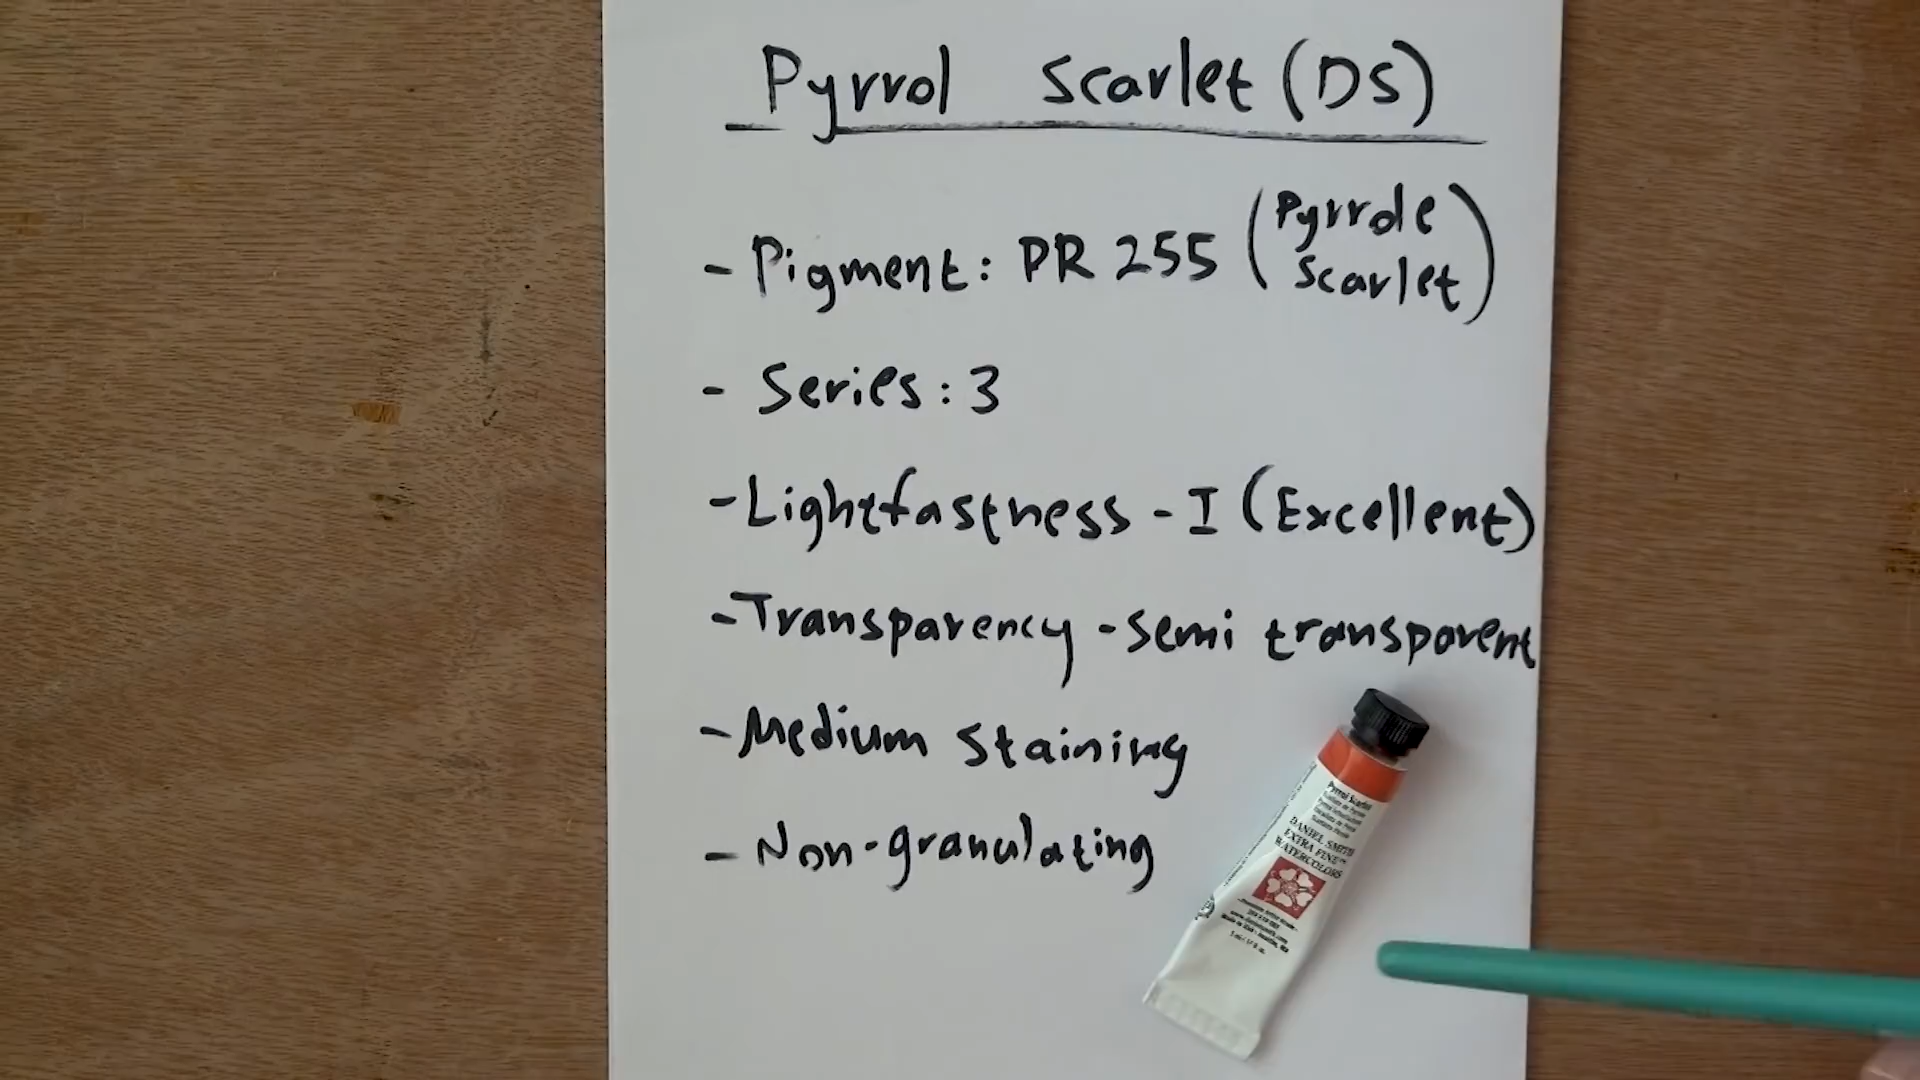 Pyrrol Scarlet (DS)
- Pigment: PR 255 (Pyrrole Scarlet)
- Series: 3
- Lightfastness - I (Excellent)
- Transparency - semi transparent
- Medium Staining
- Non-granulating
Pyrrol Scarlet
DANIEL SMITH
EXTRA FINE™
WATERCOLORS